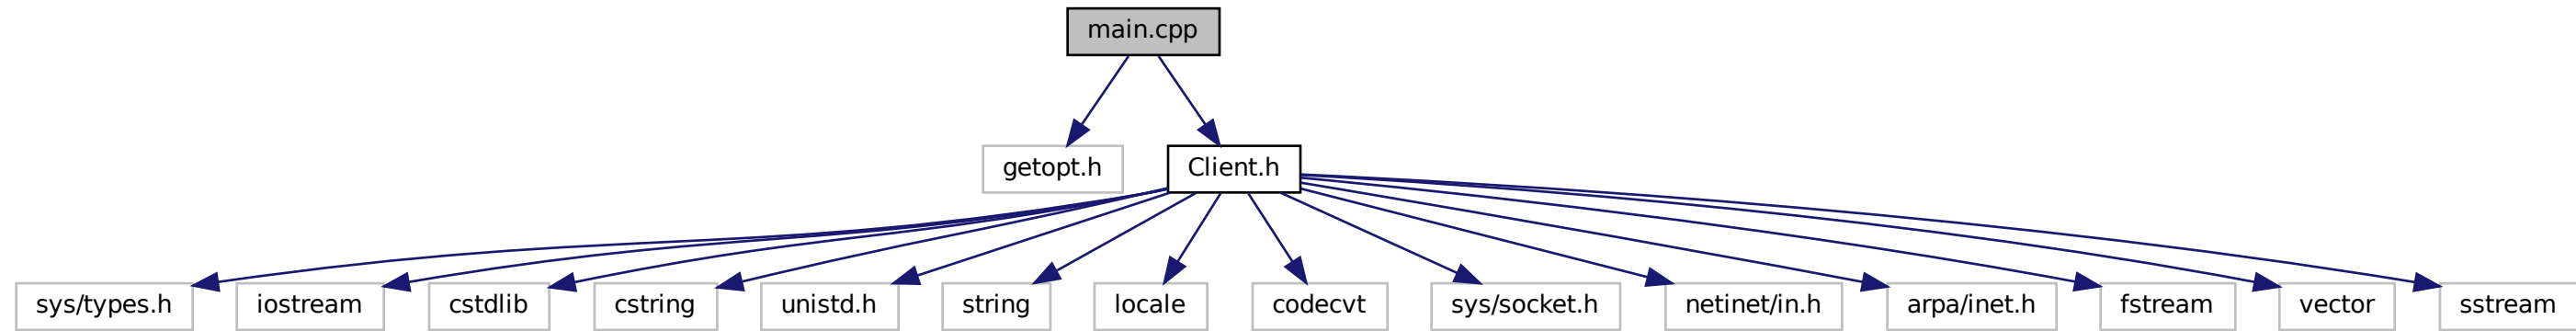 main.cpp
getopt.h
Client.h
sys/types.h
iostream
cstdlib
cstring
unistd.h
string
locale
codecvt
sys/socket.h
netinet/in.h
arpa/inet.h
fstream
vector
sstream